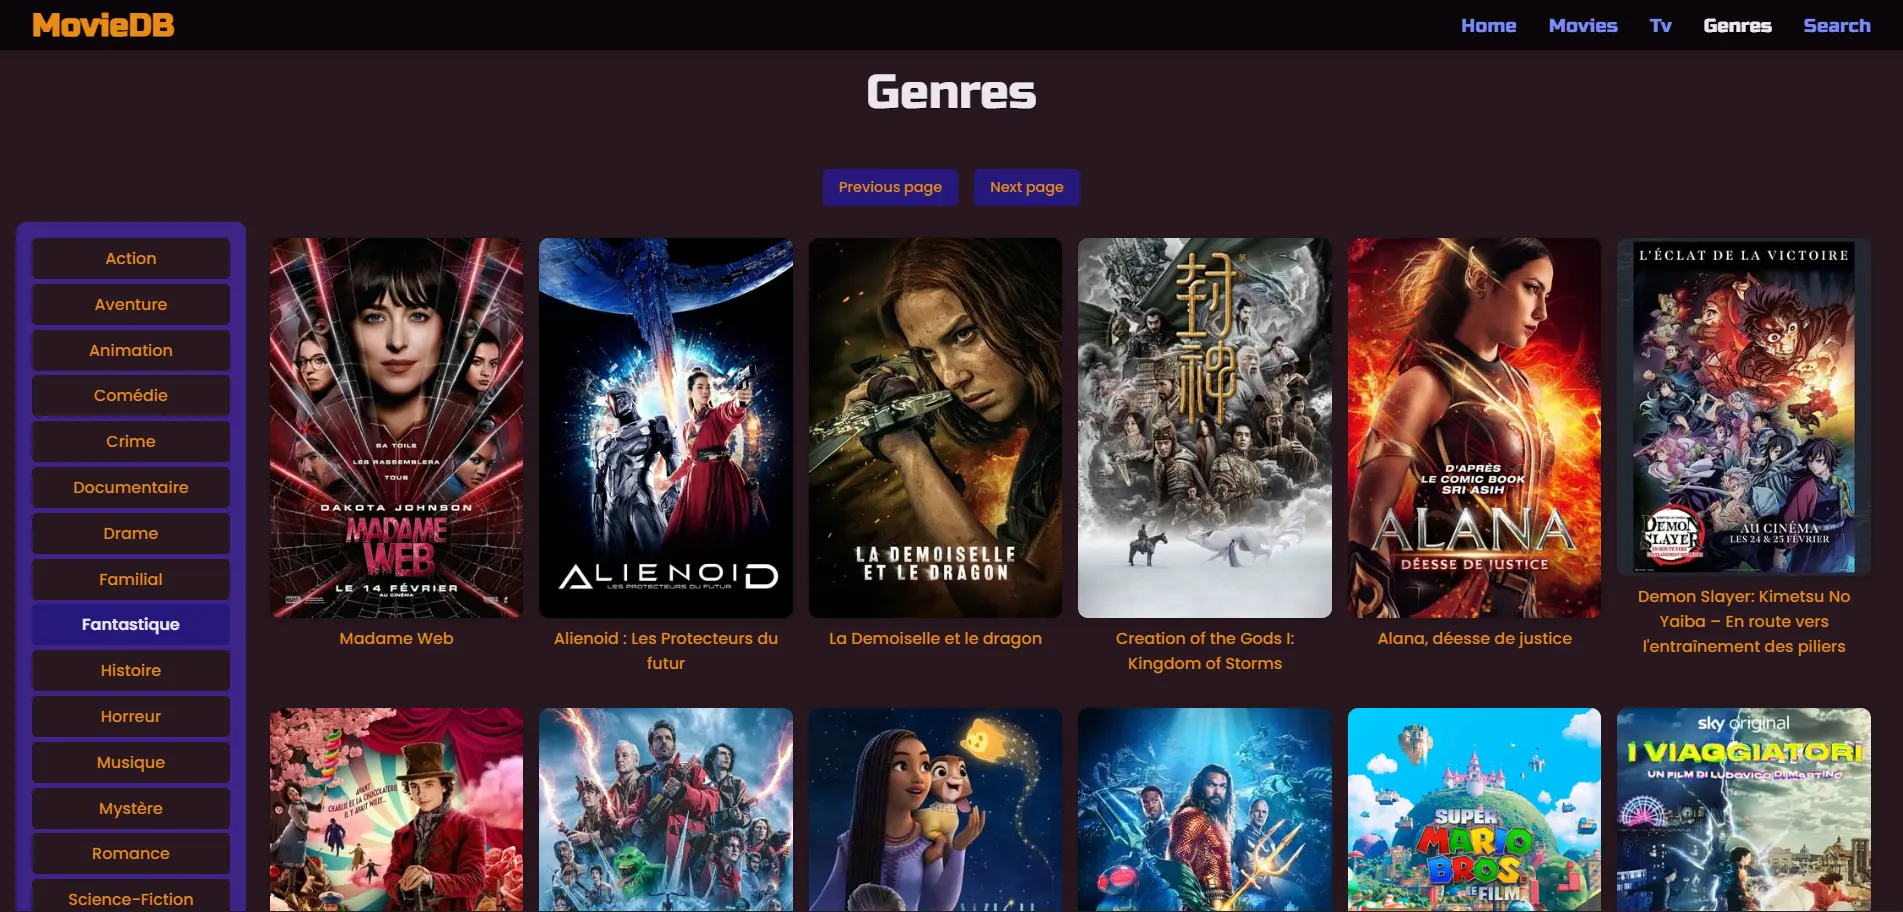 MovieDB
Home
Movies
Tv
Genres
Search
Genres
Previous page
Next page
Action
Aventure
Animation
Comédie
Crime
Documentaire
Drame
Familial
Fantastique
Histoire
Horreur
Musique
Mystère
Romance
Science-Fiction
SA TOILE
LES RASSEMBLERA
TOUS
DAKOTA JOHNSON
MADAME
WEB
LE 14 FÉVRIER
AU CINÉMA
Madame Web
ALIENOID
LES PROTECTEURS DU FUTUR
Alienoid : Les Protecteurs du
futur
LA DEMOISELLE
ET LE DRAGON
La Demoiselle et le dragon
封
神
Creation of the Gods I:
Kingdom of Storms
D'APRÈS
LE COMIC BOOK
SRI ASIH
ALANA
DÉESSE DE JUSTICE
Alana, déesse de justice
L'ÉCLAT DE LA VICTOIRE
DEMON
SLAYER
AU CINÉMA
LES 24 & 25 FÉVRIER
Demon Slayer: Kimetsu No
Yaiba – En route vers
l'entraînement des piliers
AVANT
CHARLIE ET LA CHOCOLATERIE
IL Y AVAIT WILLY...
SUPER
MARIO
BROS.
LE FILM
sky original
I VIAGGIATORI
UN FILM DI LUDOVICO DI MARTINO